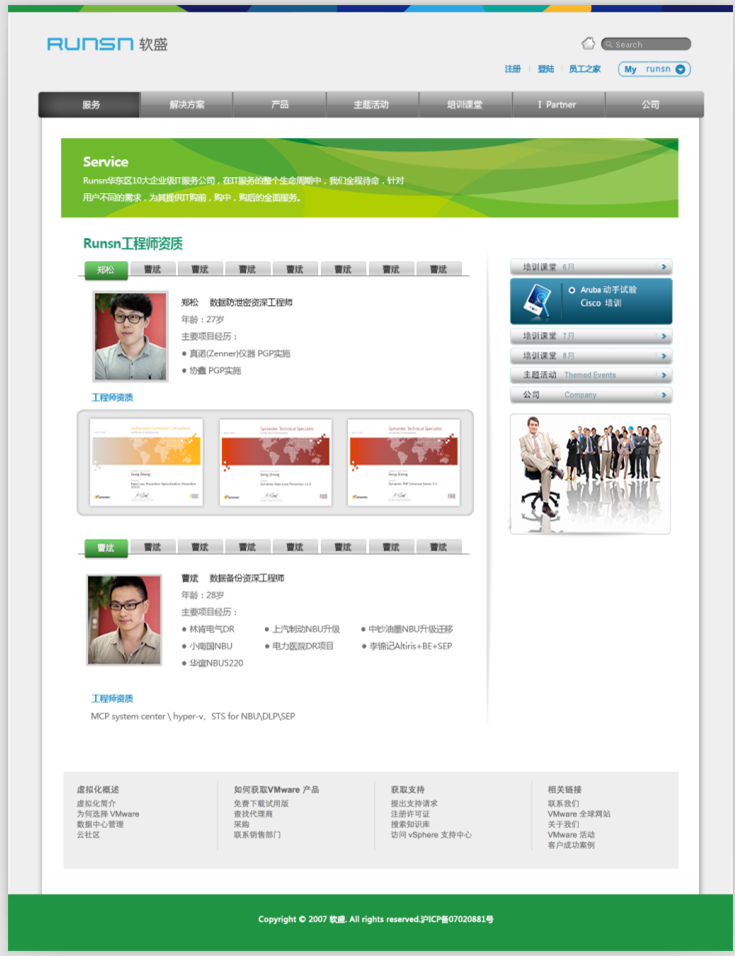 RUNSN 软盛
Search
注册 登陆 员工之家 My runsn
服务 解决方案 产品 主题活动 培训课堂 I Partner 公司
Service
Runsn华东区10大企业级IT服务公司，在IT服务的整个生命周期中，我们全程待命，针对
用户不同的需求，为其提供IT购前，购中，购后的全面服务。
Runsn工程师资质
郑松 曹斌 曹斌 曹斌 曹斌 曹斌 曹斌 曹斌
郑松 数据防泄密资深工程师
年龄：27岁
主要项目经历：
● 真诺(Zenner)仪器 PGP实施
● 协鑫 PGP实施
工程师资质
Symantec Technical Specialist
Symantec Technical Specialist
培训课堂 6月
Aruba 动手试验
Cisco 培训
培训课堂 7月
培训课堂 8月
主题活动 Themed Events
公司 Company
曹斌 曹斌 曹斌 曹斌 曹斌 曹斌 曹斌 曹斌
曹斌 数据备份资深工程师
年龄：28岁
主要项目经历：
● 林肯电气DR ● 上汽制动NBU升级 ● 中钞油墨NBU升级迁移
● 小南国NBU ● 电力医院DR项目 ● 李锦记Altiris+BE+SEP
● 华谊NBU5220
工程师资质
MCP system center \ hyper-v、STS for NBU\DLP\SEP
虚拟化概述
虚拟化简介
为何选择 VMware
数据中心管理
云社区
如何获取VMware 产品
免费下载试用版
查找代理商
采购
联系销售部门
获取支持
提出支持请求
注册许可证
搜索知识库
访问 vSphere 支持中心
相关链接
联系我们
VMware 全球网站
关于我们
VMware 活动
客户成功案例
Copyright © 2007 软盛. All rights reserved.沪ICP备07020881号